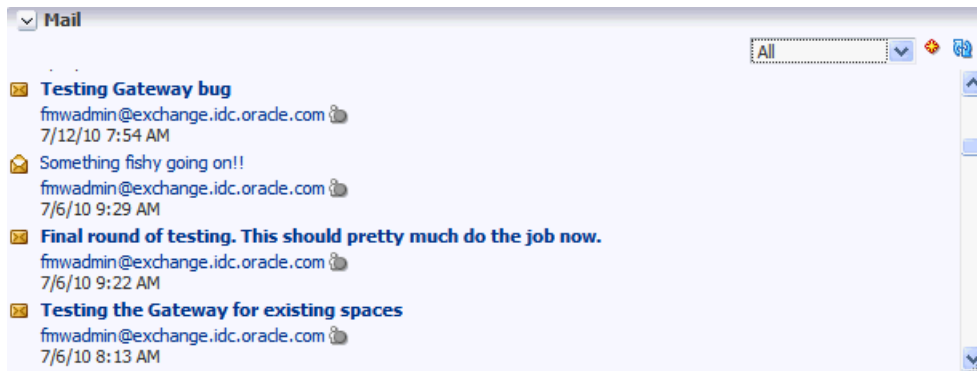 Mail
All
Testing Gateway bug
fmwadmin@exchange.idc.oracle.com
7/12/10 7:54 AM
Something fishy going on!!
fmwadmin@exchange.idc.oracle.com
7/6/10 9:29 AM
Final round of testing. This should pretty much do the job now.
fmwadmin@exchange.idc.oracle.com
7/6/10 9:22 AM
Testing the Gateway for existing spaces
fmwadmin@exchange.idc.oracle.com
7/6/10 8:13 AM